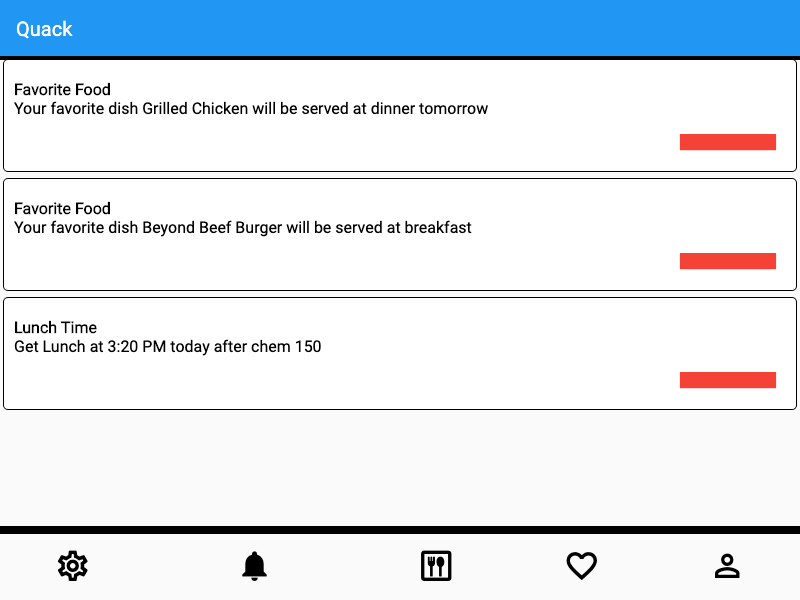 Quack
Favorite Food
Your favorite dish Grilled Chicken will be served at dinner tomorrow
Favorite Food
Your favorite dish Beyond Beef Burger will be served at breakfast
Lunch Time
Get Lunch at 3:20 PM today after chem 150